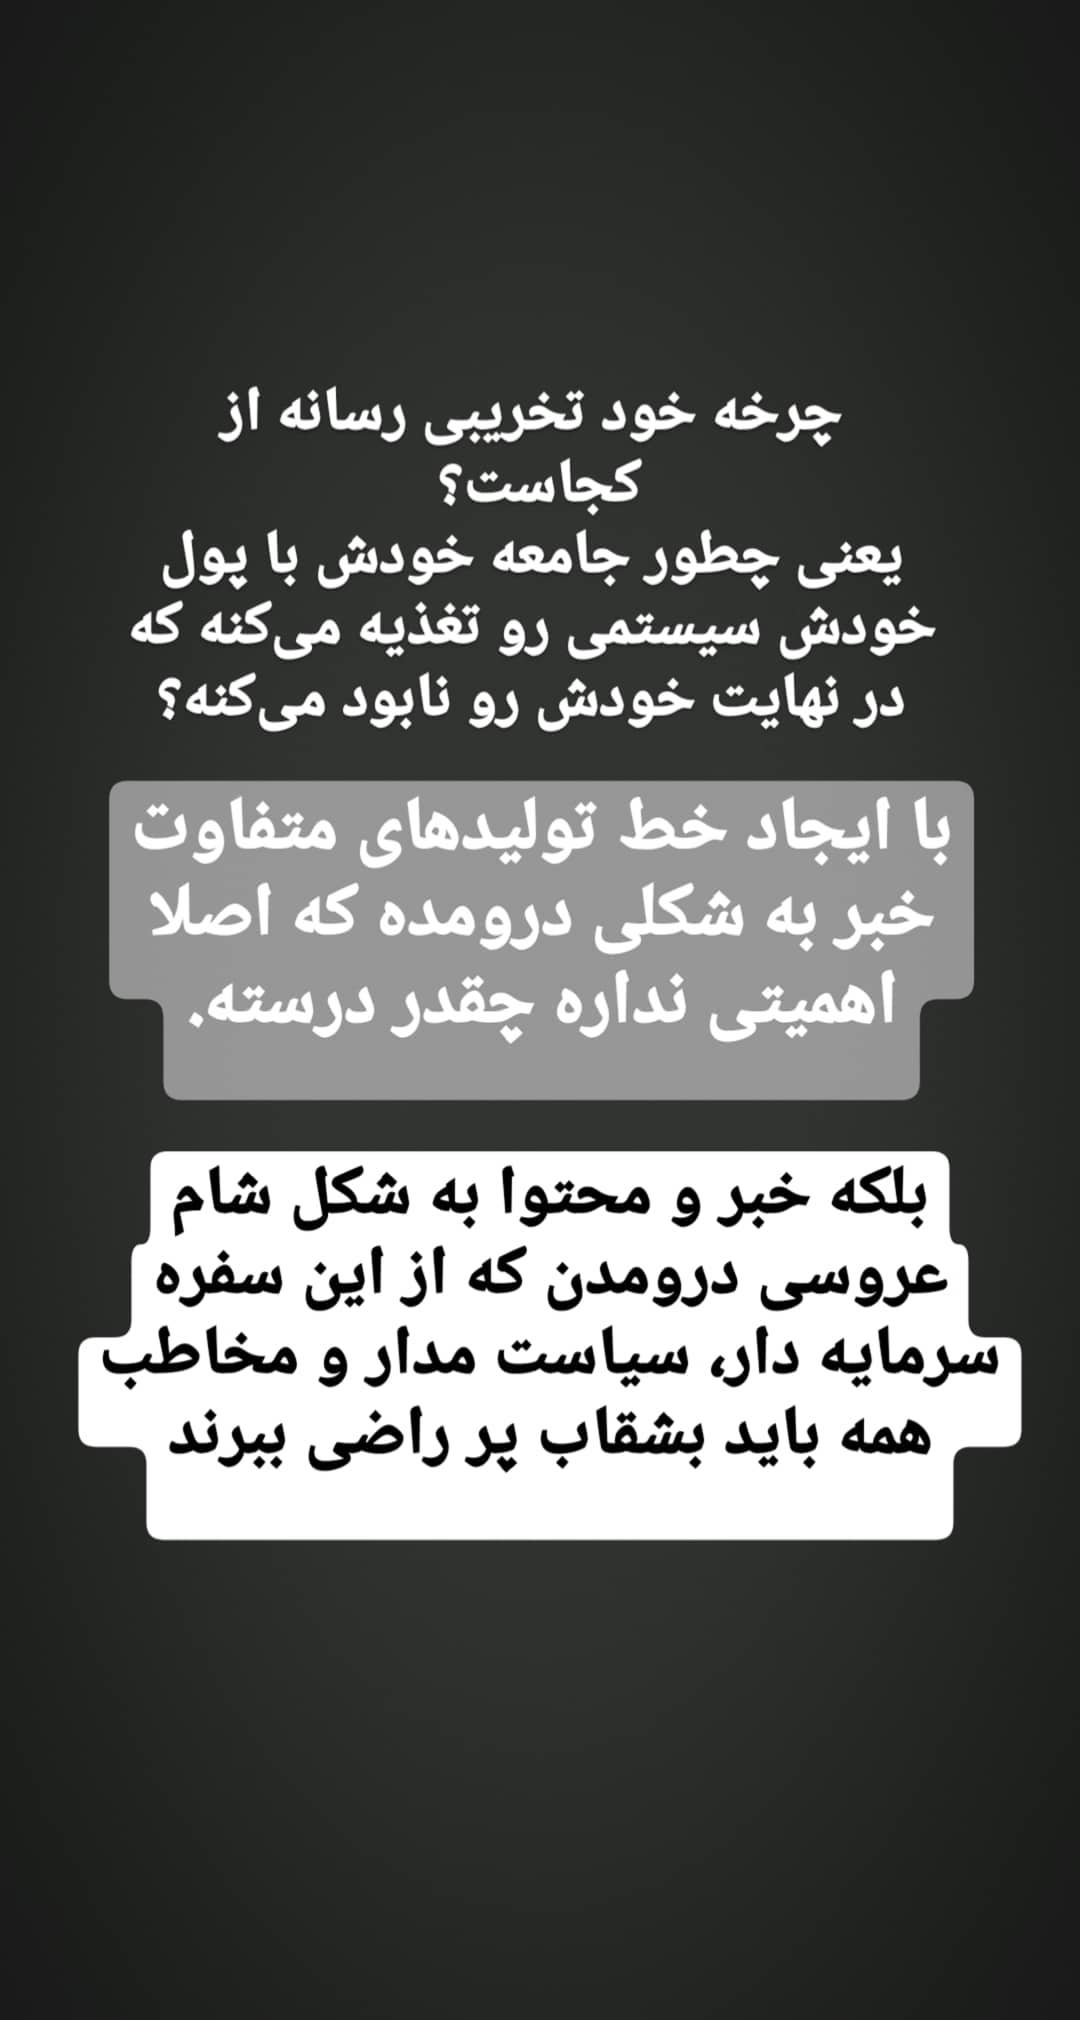 چرخه خود تخریبی رسانه از
کجاست؟
یعنی چطور جامعه خودش با پول
خودش سیستمی رو تغذیه می‌کنه که
در نهایت خودش رو نابود می‌کنه؟
با ایجاد خط تولیدهای متفاوت
خبر به شکلی درومده که اصلا
اهمیتی نداره چقدر درسته.
بلکه خبر و محتوا به شکل شام
عروسی درومدن که از این سفره
سرمایه دار، سیاست مدار و مخاطب
همه باید بشقاب پر راضی ببرند